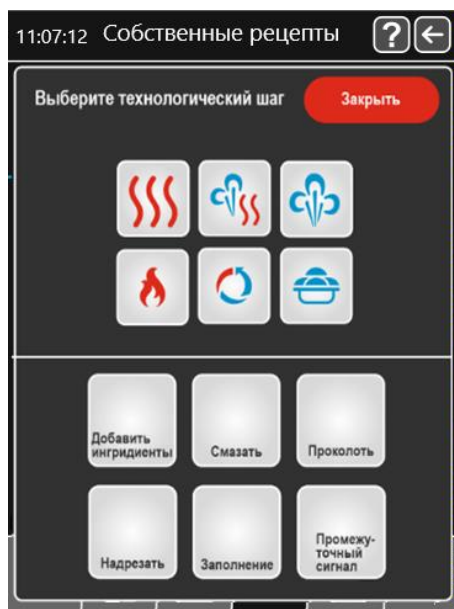 11:07:12 Собственные рецепты ?
Выберите технологический шаг Закрыть
Добавить
ингридиенты
Смазать
Проколоть
Надрезать
Заполнение
Промежу-
точный
сигнал